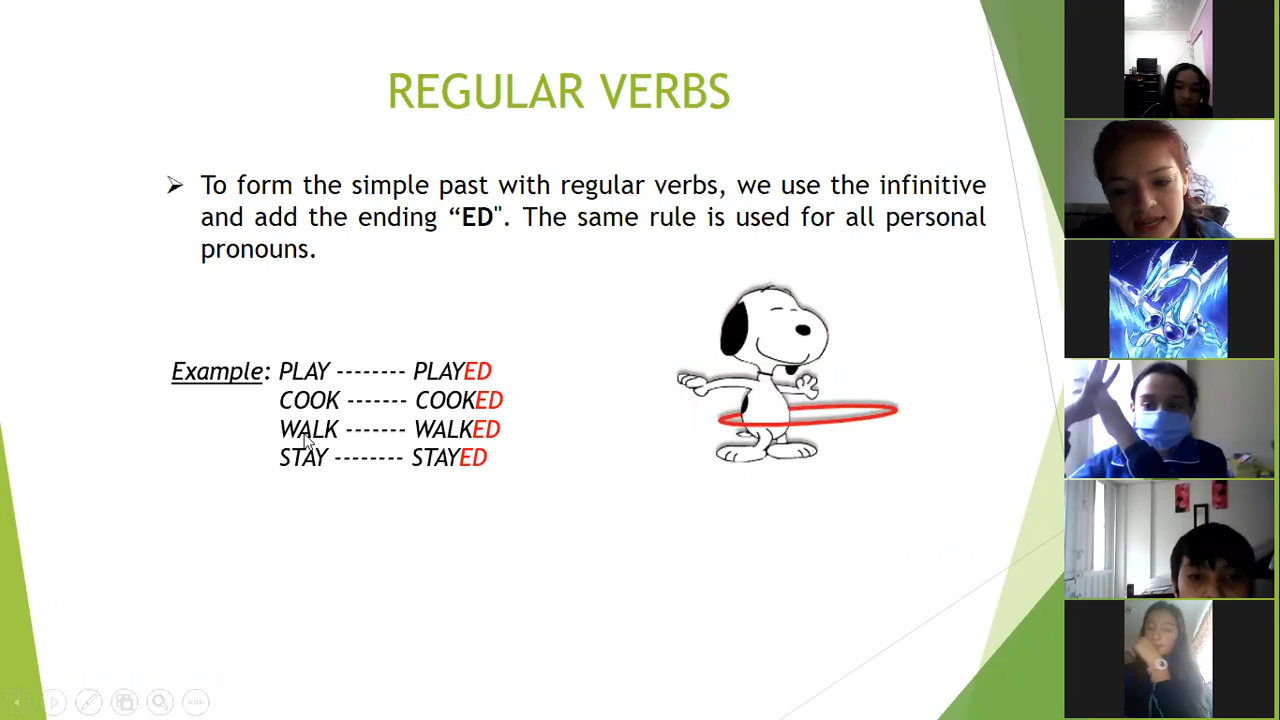 REGULAR VERBS
➢ To form the simple past with regular verbs, we use the infinitive
and add the ending “ED". The same rule is used for all personal
pronouns.
Example: PLAY -------- PLAYED
COOK ------- COOKED
WALK ------- WALKED
STAY -------- STAYED